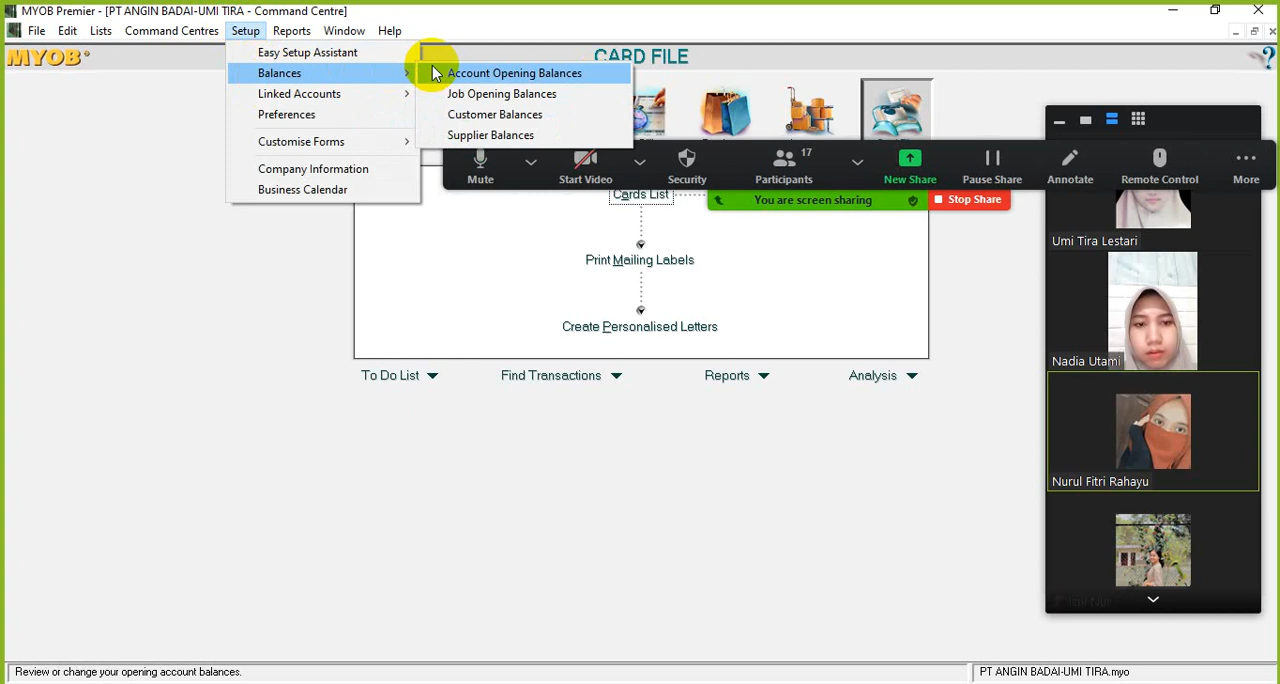 MYOB Premier - [PT ANGIN BADAI-UMI TIRA - Command Centre]
File Edit Lists Command Centres Setup Reports Window Help
MYOB
CARD FILE
Easy Setup Assistant
Balances
Linked Accounts
Preferences
Customise Forms
Company Information
Business Calendar
Account Opening Balances
Job Opening Balances
Customer Balances
Supplier Balances
Mute
Start Video
Security
17
Participants
New Share
Pause Share
Annotate
Remote Control
More
You are screen sharing
Stop Share
Cards List
Print Mailing Labels
Create Personalised Letters
To Do List
Find Transactions
Reports
Analysis
Umi Tira Lestari
Nadia Utami
Nurul Fitri Rahayu
Review or change your opening account balances.
PT ANGIN BADAI-UMI TIRA.myo